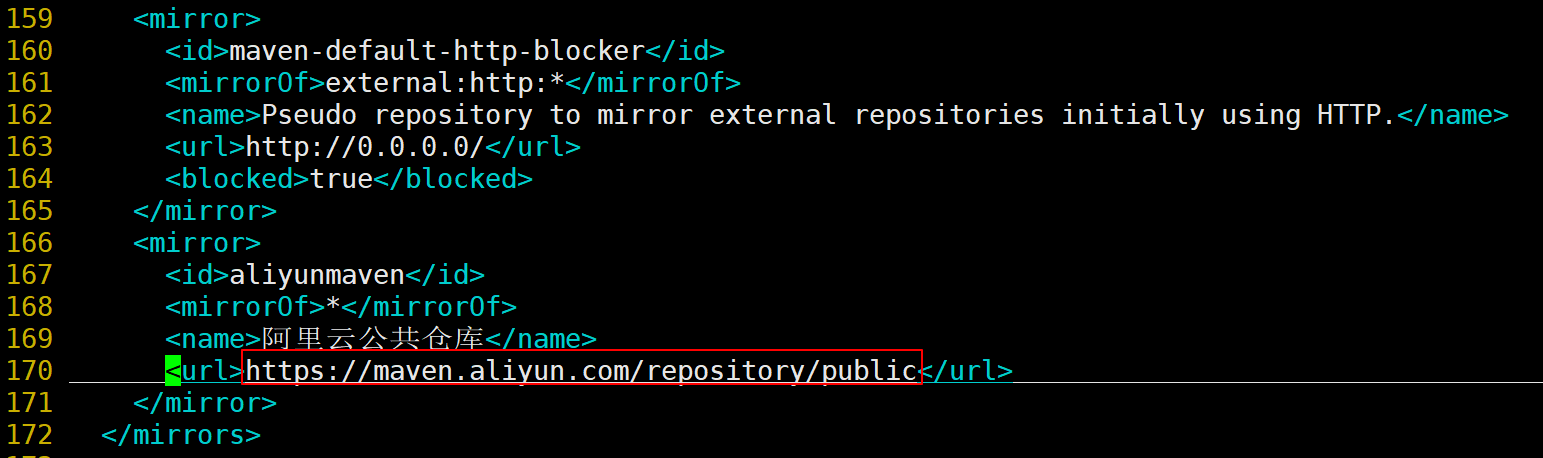 159     <mirror>
160       <id>maven-default-http-blocker</id>
161       <mirrorOf>external:http:*</mirrorOf>
162       <name>Pseudo repository to mirror external repositories initially using HTTP.</name>
163       <url>http://0.0.0.0/</url>
164       <blocked>true</blocked>
165     </mirror>
166     <mirror>
167       <id>aliyunmaven</id>
168       <mirrorOf>*</mirrorOf>
169       <name>阿里云公共仓库</name>
170       <url>https://maven.aliyun.com/repository/public</url>
171     </mirror>
172   </mirrors>